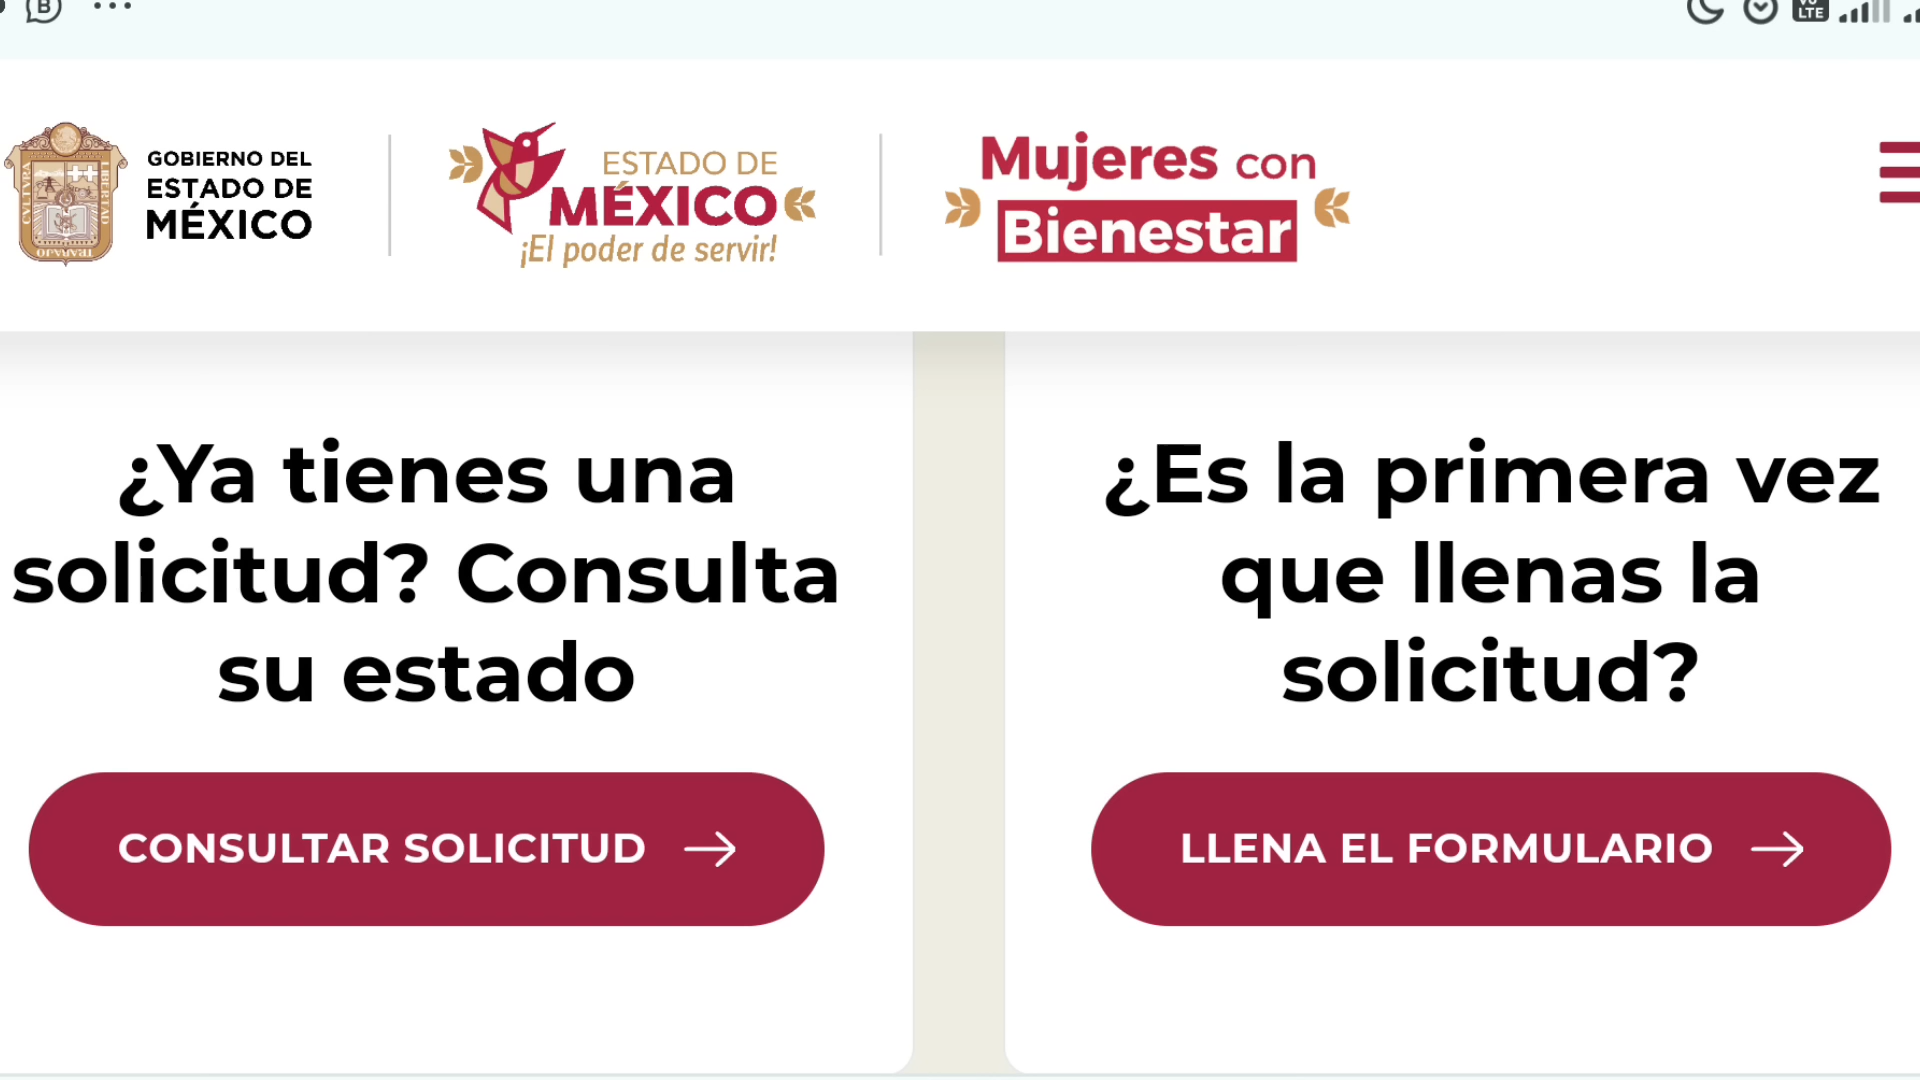 GOBIERNO DEL
ESTADO DE
MÉXICO
ESTADO DE
MÉXICO
¡El poder de servir!
Mujeres con
Bienestar
¿Ya tienes una
solicitud? Consulta
su estado
CONSULTAR SOLICITUD
¿Es la primera vez
que llenas la
solicitud?
LLENA EL FORMULARIO